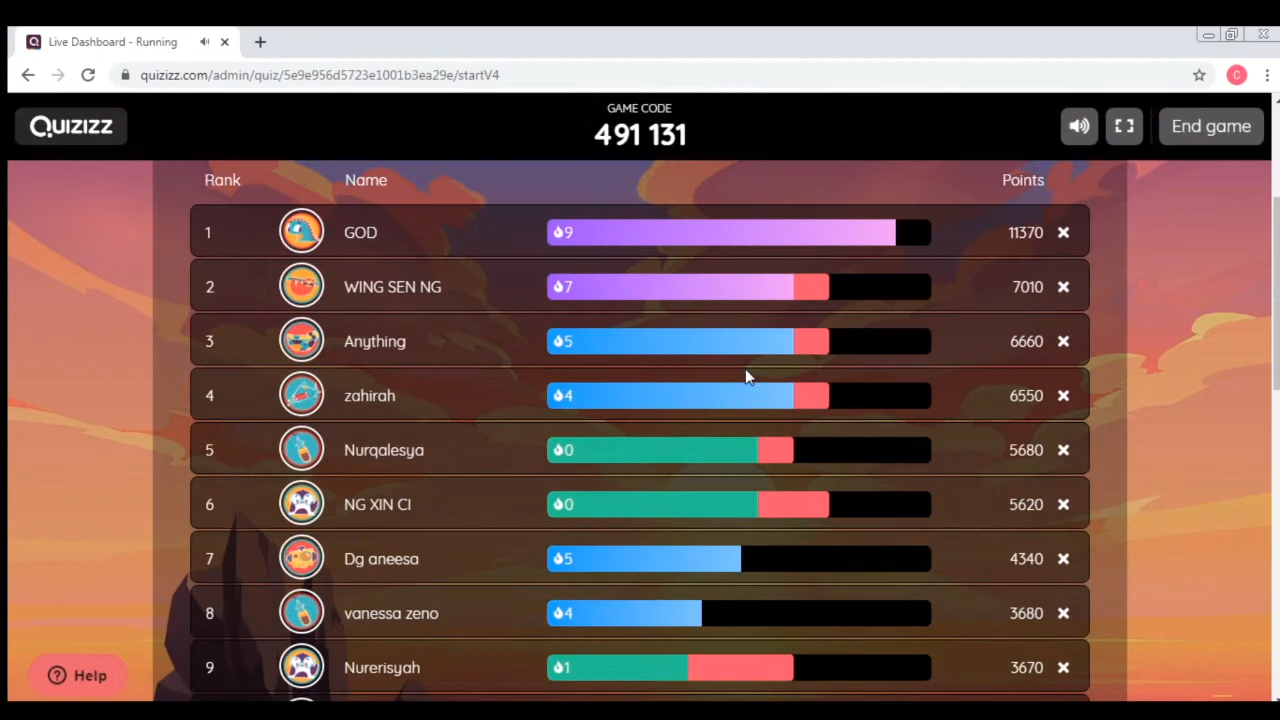 Live Dashboard - Running
quizizz.com/admin/quiz/5e9e956d5723e1001b3ea29e/startV4
C
QUIZIZZ
GAME CODE
491 131
End game
Rank Name Points
1 GOD 9 11370
2 WING SEN NG 7 7010
3 Anything 5 6660
4 zahirah 4 6550
5 Nurqalesya 0 5680
6 NG XIN CI 0 5620
7 Dg aneesa 5 4340
8 vanessa zeno 4 3680
9 Nurerisyah 1 3670
? Help